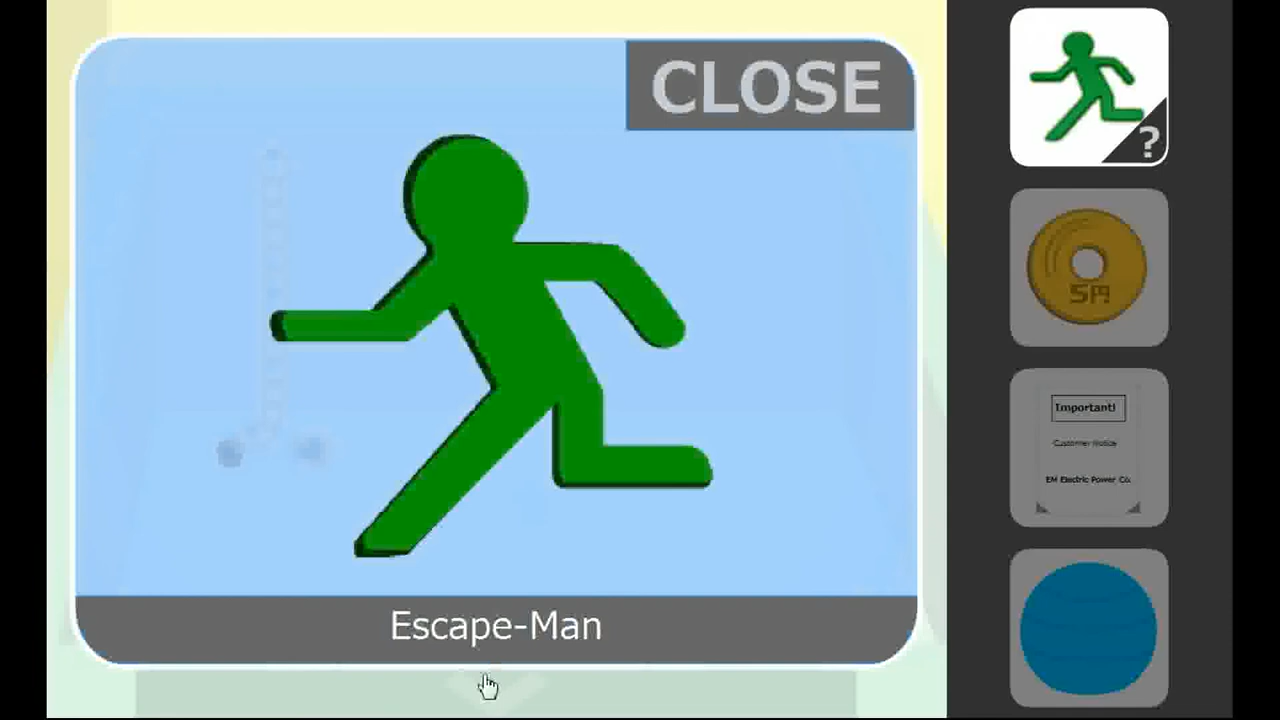 CLOSE
Escape-Man
?
5円
Important!
Customer Notice
EM Electric Power Co.